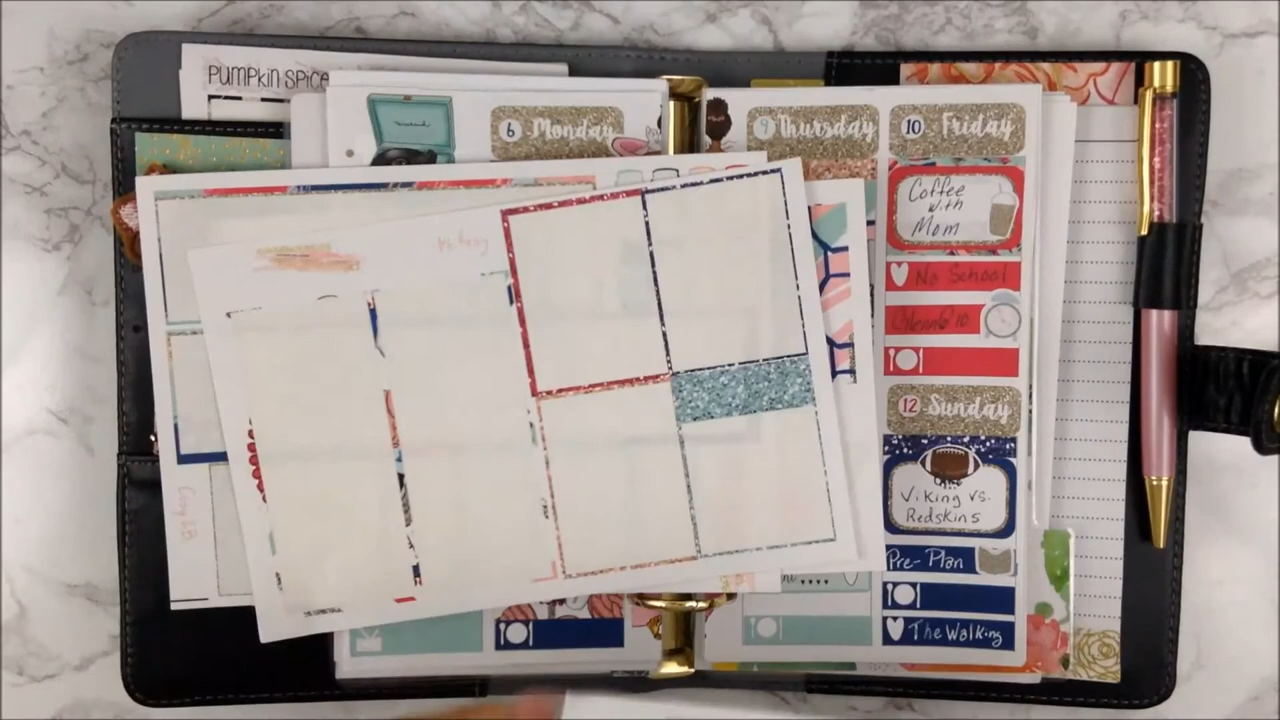 PUMPKIN SPICE
6 Monday
9 Thursday
10 Friday
Coffee
with
Mom
No School
12 Sunday
Viking vs.
Redskins
Pre-Plan
The Walking